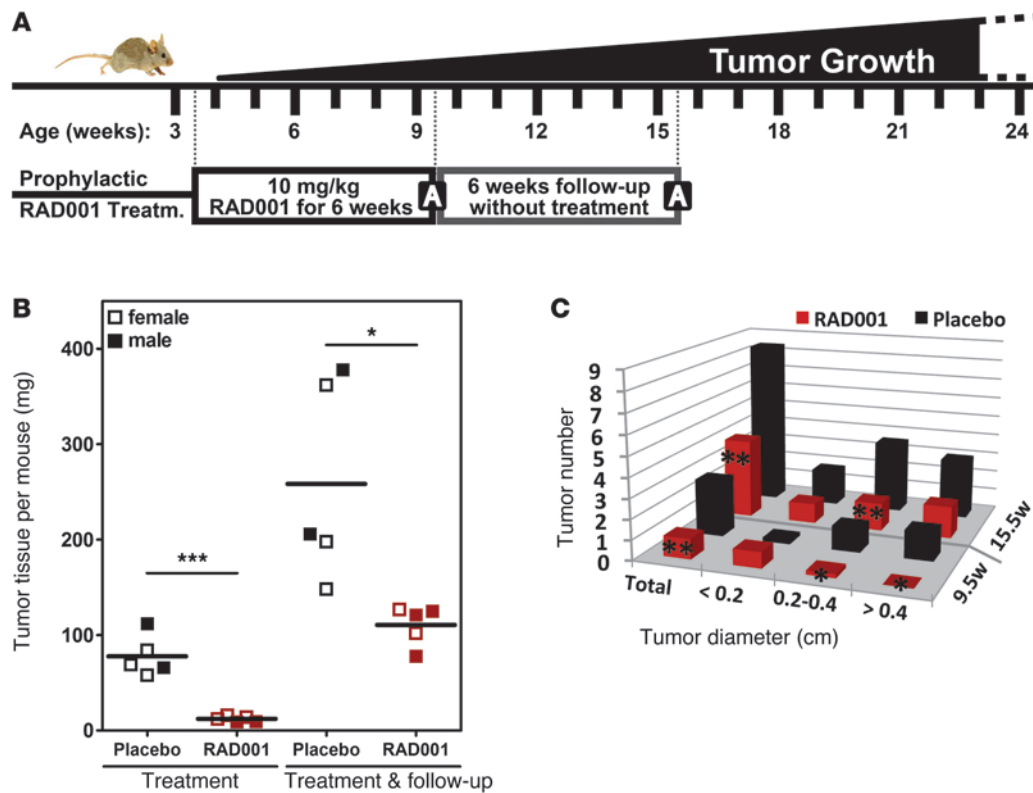 A
Tumor Growth
Age (weeks): 3 6 9 12 15 18 21 24
Prophylactic
RAD001 Treatm.
10 mg/kg
RAD001 for 6 weeks
A
6 weeks follow-up
without treatment
A
B
female
male
Tumor tissue per mouse (mg)
400
300
200
100
0
***
*
Placebo RAD001 Placebo RAD001
Treatment Treatment & follow-up
C
RAD001 Placebo
Tumor number
9
8
7
6
5
4
3
2
1
0
**
**
**
*
*
Total < 0.2 0.2-0.4 > 0.4
9.5w
15.5w
Tumor diameter (cm)